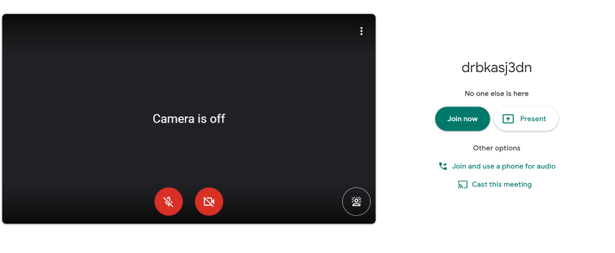 Camera is off
drbkasj3dn
No one else is here
Join now
Present
Other options
Join and use a phone for audio
Cast this meeting